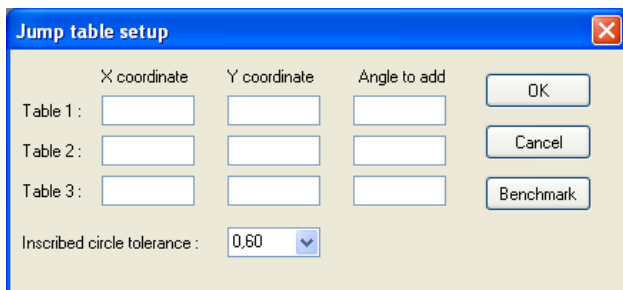 Jump table setup
X coordinate Y coordinate Angle to add
OK
Table 1 :
Table 2 :
Cancel
Table 3 :
Benchmark
Inscribed circle tolerance : 0,60